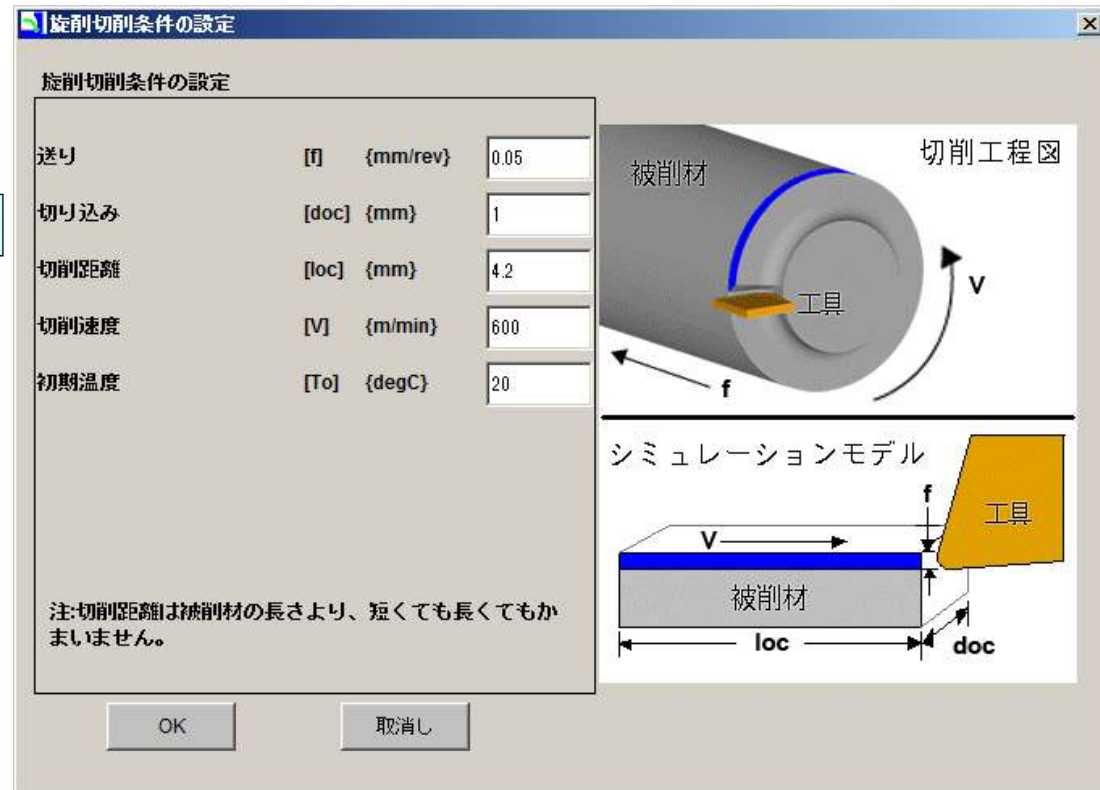 旋削切削条件の設定
旋削切削条件の設定
送り [f] {mm/rev} 0.05
切り込み [doc] {mm} 1
切削距離 [loc] {mm} 4.2
切削速度 [V] {m/min} 600
初期温度 [To] {degC} 20
注:切削距離は被削材の長さより、短くても長くてもか
まいません。
OK 取消し
切削工程図
被削材
工具
V
f
シミュレーションモデル
f
工具
V
被削材
loc
doc